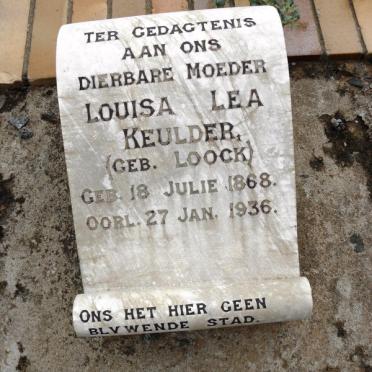 TER GEDAGTENIS
AAN ONS
DIERBARE MOEDER
LOUISA LEA
KEULDER,
(GEB. LOOCK)
GEB. 18 JULIE 1868.
OORL. 27 JAN. 1936.
ONS HET HIER GEEN
BLVWENDE STAD.